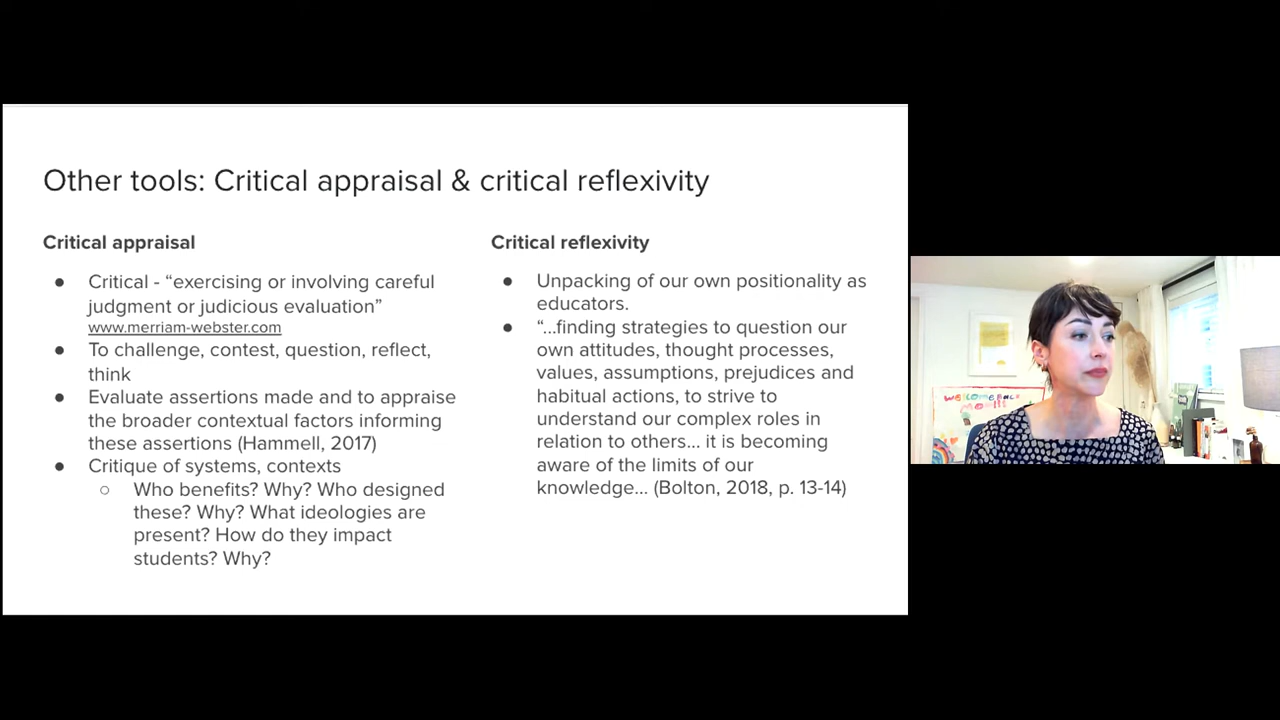 Other tools: Critical appraisal & critical reflexivity
Critical appraisal
● Critical - “exercising or involving careful
judgment or judicious evaluation”
www.merriam-webster.com
● To challenge, contest, question, reflect,
think
● Evaluate assertions made and to appraise
the broader contextual factors informing
these assertions (Hammell, 2017)
● Critique of systems, contexts
○ Who benefits? Why? Who designed
these? Why? What ideologies are
present? How do they impact
students? Why?
Critical reflexivity
● Unpacking of our own positionality as
educators.
● “...finding strategies to question our
own attitudes, thought processes,
values, assumptions, prejudices and
habitual actions, to strive to
understand our complex roles in
relation to others... it is becoming
aware of the limits of our
knowledge... (Bolton, 2018, p. 13-14)